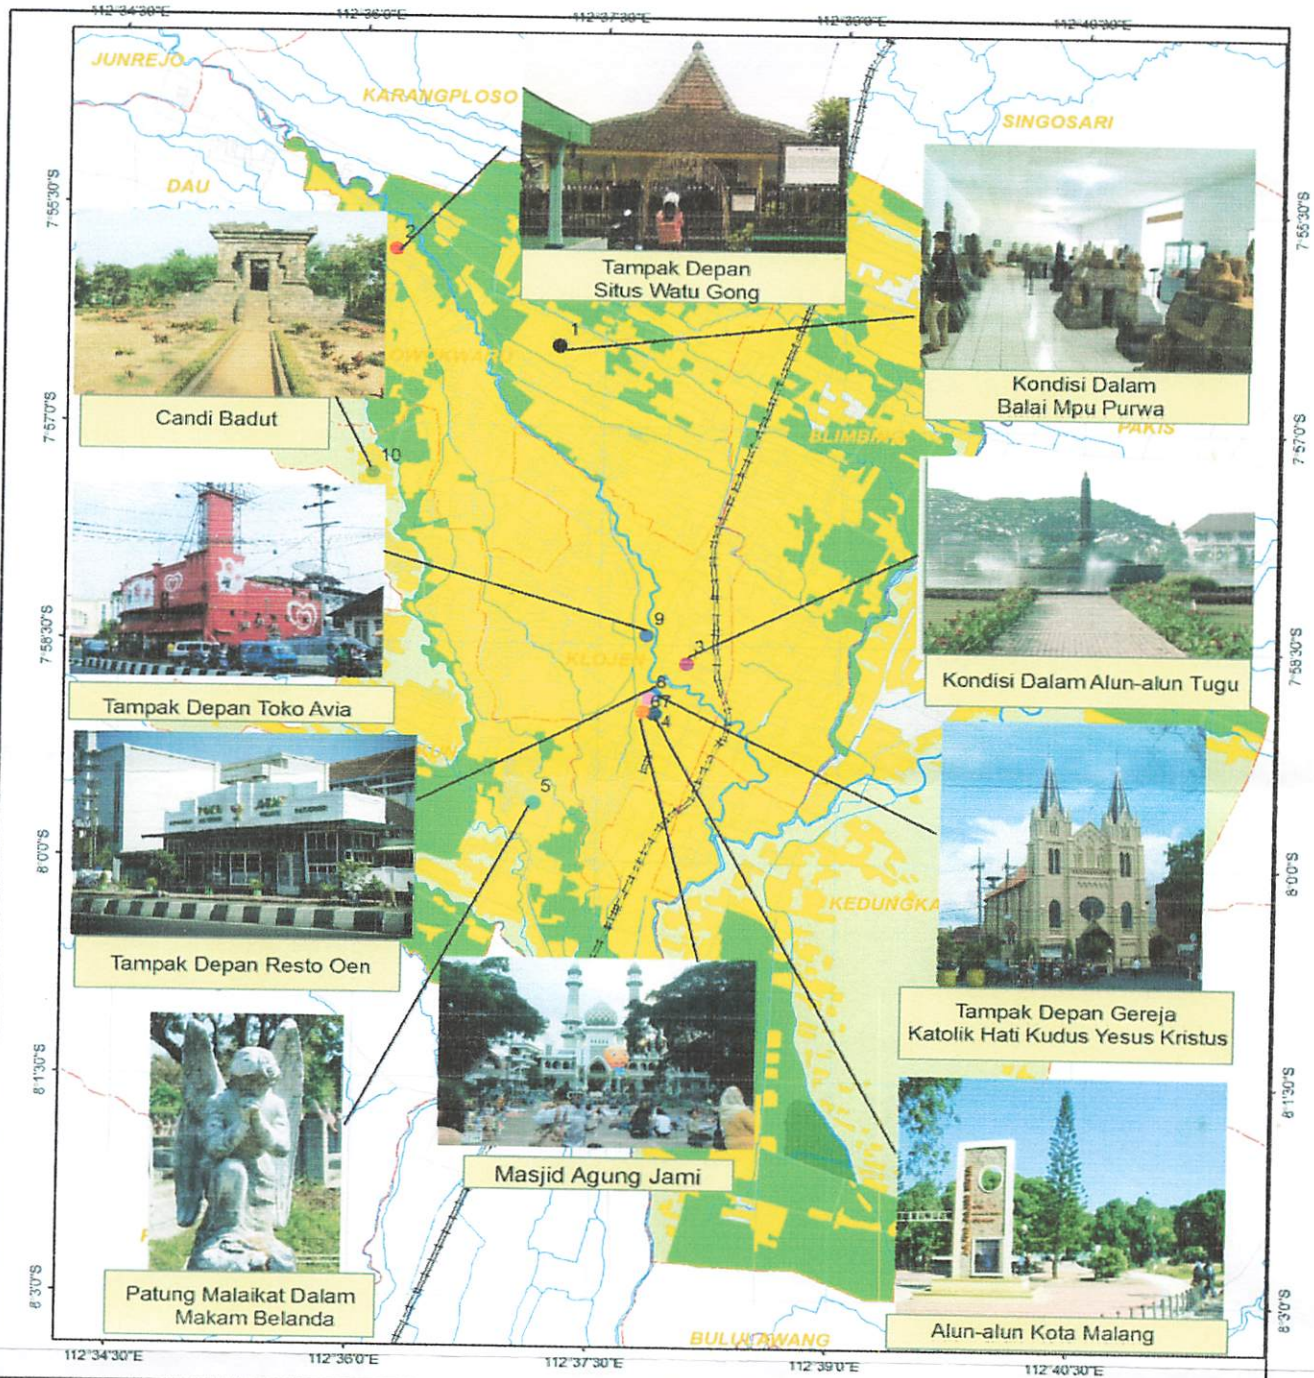 112°34'30"E
112°36'0"E
112°37'30"E
112°39'0"E
112°40'30"E
JUNREJO
KARANGPLOSO
SINGOSARI
DAU
7°55'30"S
7°55'30"S
2
Tampak Depan
Situs Watu Gong
1
Kondisi Dalam
Balai Mpu Purwa
Candi Badut
7°57'0"S
7°57'0"S
PAKIS
10
9
3
KLOJEN
7°58'30"S
7°58'30"S
Kondisi Dalam Alun-alun Tugu
Tampak Depan Toko Avia
6
7
4
5
8°0'0"S
8°0'0"S
KEDUNGKA
Tampak Depan Resto Oen
Tampak Depan Gereja
Katolik Hati Kudus Yesus Kristus
8°1'30"S
8°1'30"S
Masjid Agung Jami
Patung Malaikat Dalam
Makam Belanda
8°3'0"S
8°3'0"S
Alun-alun Kota Malang
BULULAWANG
112°34'30"E
112°36'0"E
112°37'30"E
112°39'0"E
112°40'30"E